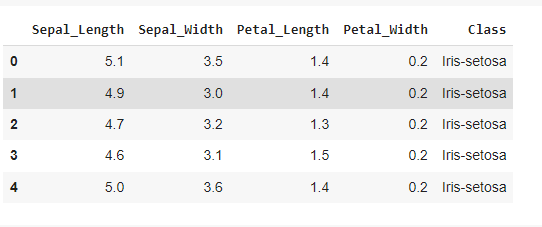 Sepal_Length Sepal_Width Petal_Length Petal_Width Class
0 5.1 3.5 1.4 0.2 Iris-setosa
1 4.9 3.0 1.4 0.2 Iris-setosa
2 4.7 3.2 1.3 0.2 Iris-setosa
3 4.6 3.1 1.5 0.2 Iris-setosa
4 5.0 3.6 1.4 0.2 Iris-setosa